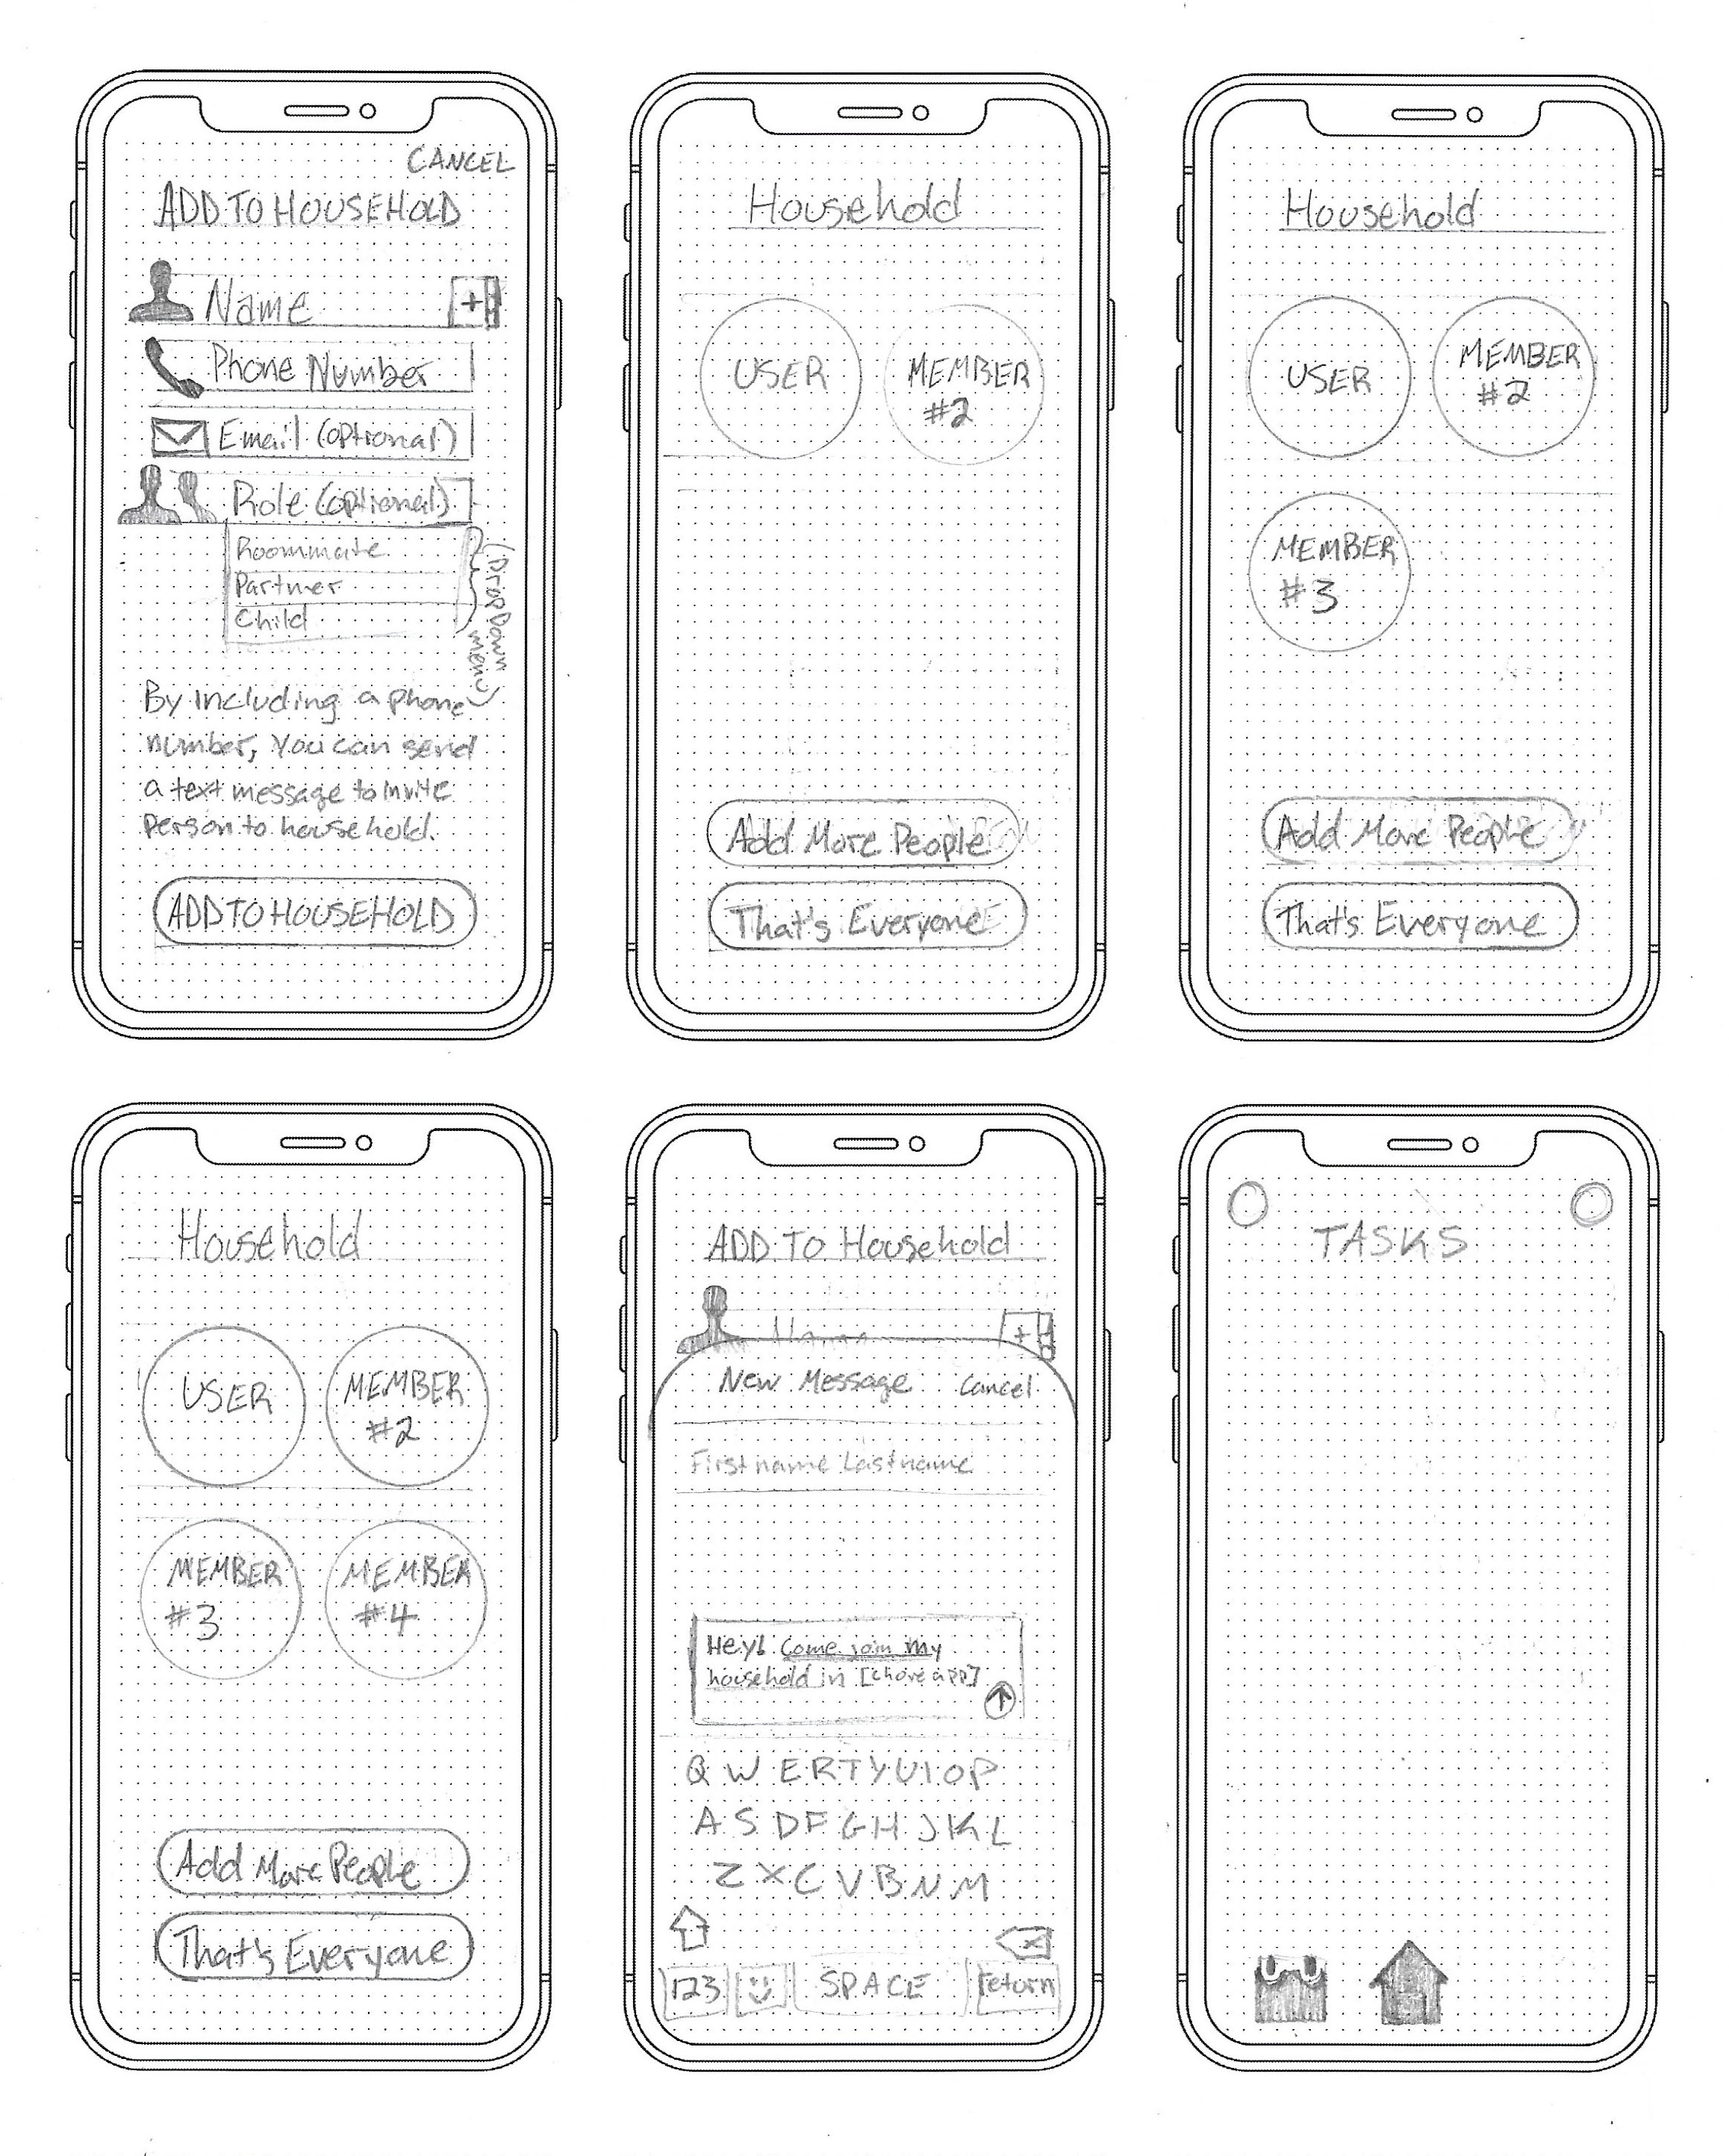 CANCEL
ADD TO HOUSEHOLD
Name
+
Phone Number
Email (optional)
Role (optional)
Roommate
Partner
Child
(Drop Down
menu)
By including a phone
number, you can send
a text message to invite
person to household.
ADD TO HOUSEHOLD
Household
USER
MEMBER
#2
Add More People
That's Everyone
Household
USER
MEMBER
#2
MEMBER
#3
Add More People
That's Everyone
Household
USER
MEMBER
#2
MEMBER
#3
MEMBER
#4
Add More People
That's Everyone
ADD TO Household
Name
+
New Message Cancel
Firstname Lastname
Hey! Come join my
household in [chore app]
Q W E R T Y U I O P
A S D F G H J K L
Z X C V B N M
123 SPACE return
TASKS